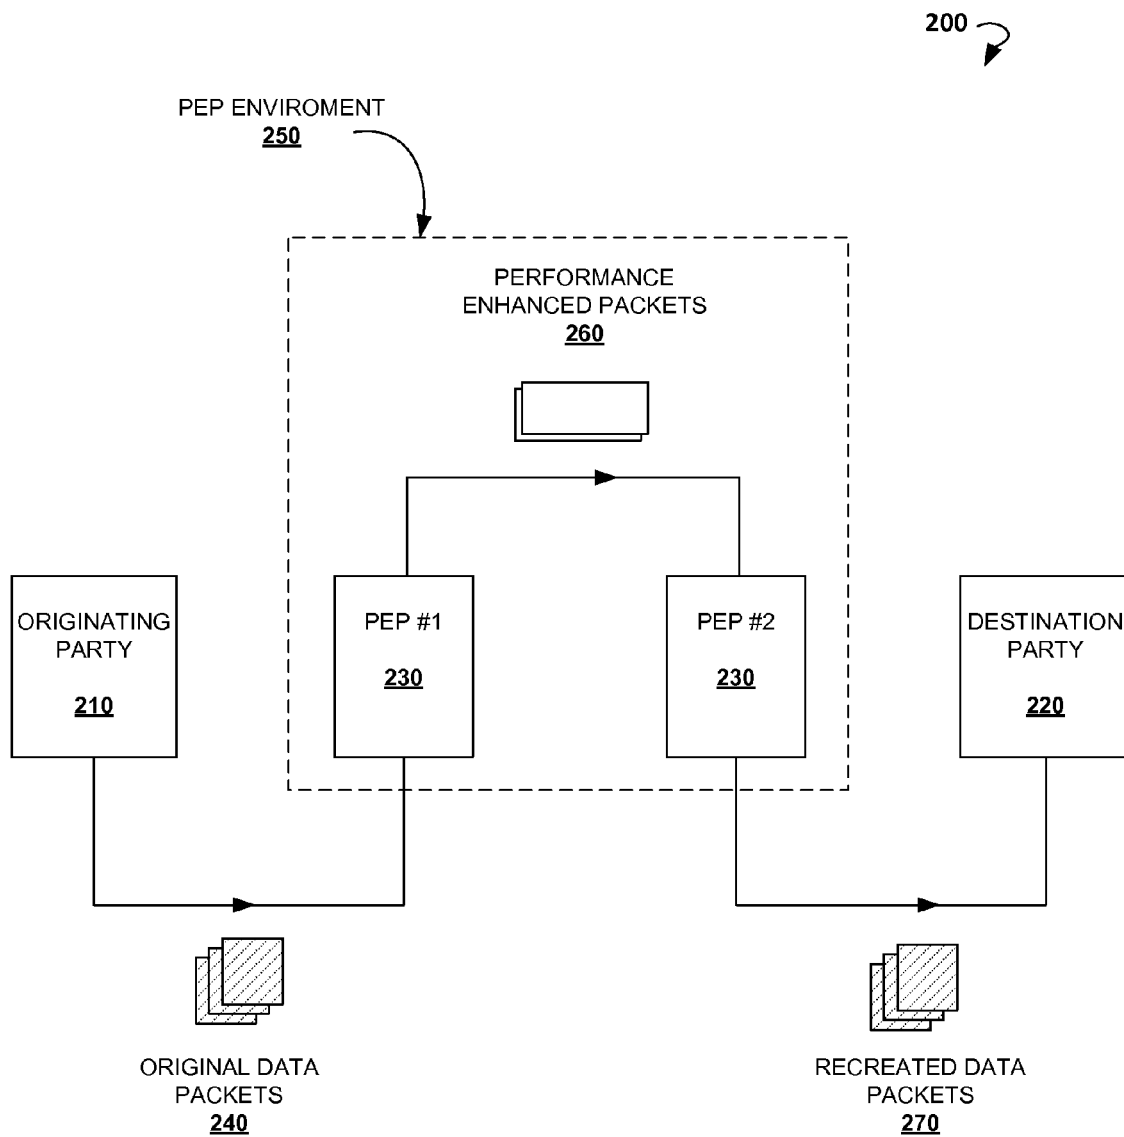 200
PEP ENVIROMENT
250
PERFORMANCE
ENHANCED PACKETS
260
ORIGINATING
PARTY
210
PEP #1
230
PEP #2
230
DESTINATION
PARTY
220
ORIGINAL DATA
PACKETS
240
RECREATED DATA
PACKETS
270